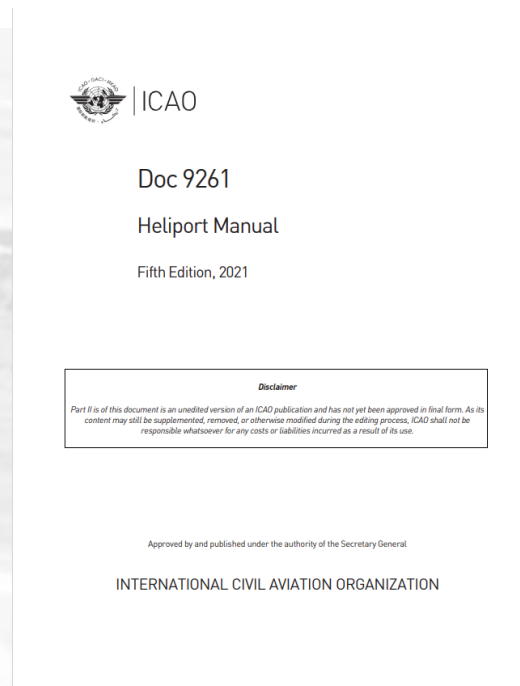 ICAO
Doc 9261
Heliport Manual
Fifth Edition, 2021
Disclaimer
Part II is of this document is an unedited version of an ICAO publication and has not yet been approved in final form. As its
content may still be supplemented, removed, or otherwise modified during the editing process, ICAO shall not be
responsible whatsoever for any costs or liabilities incurred as a result of its use.
Approved by and published under the authority of the Secretary General
INTERNATIONAL CIVIL AVIATION ORGANIZATION